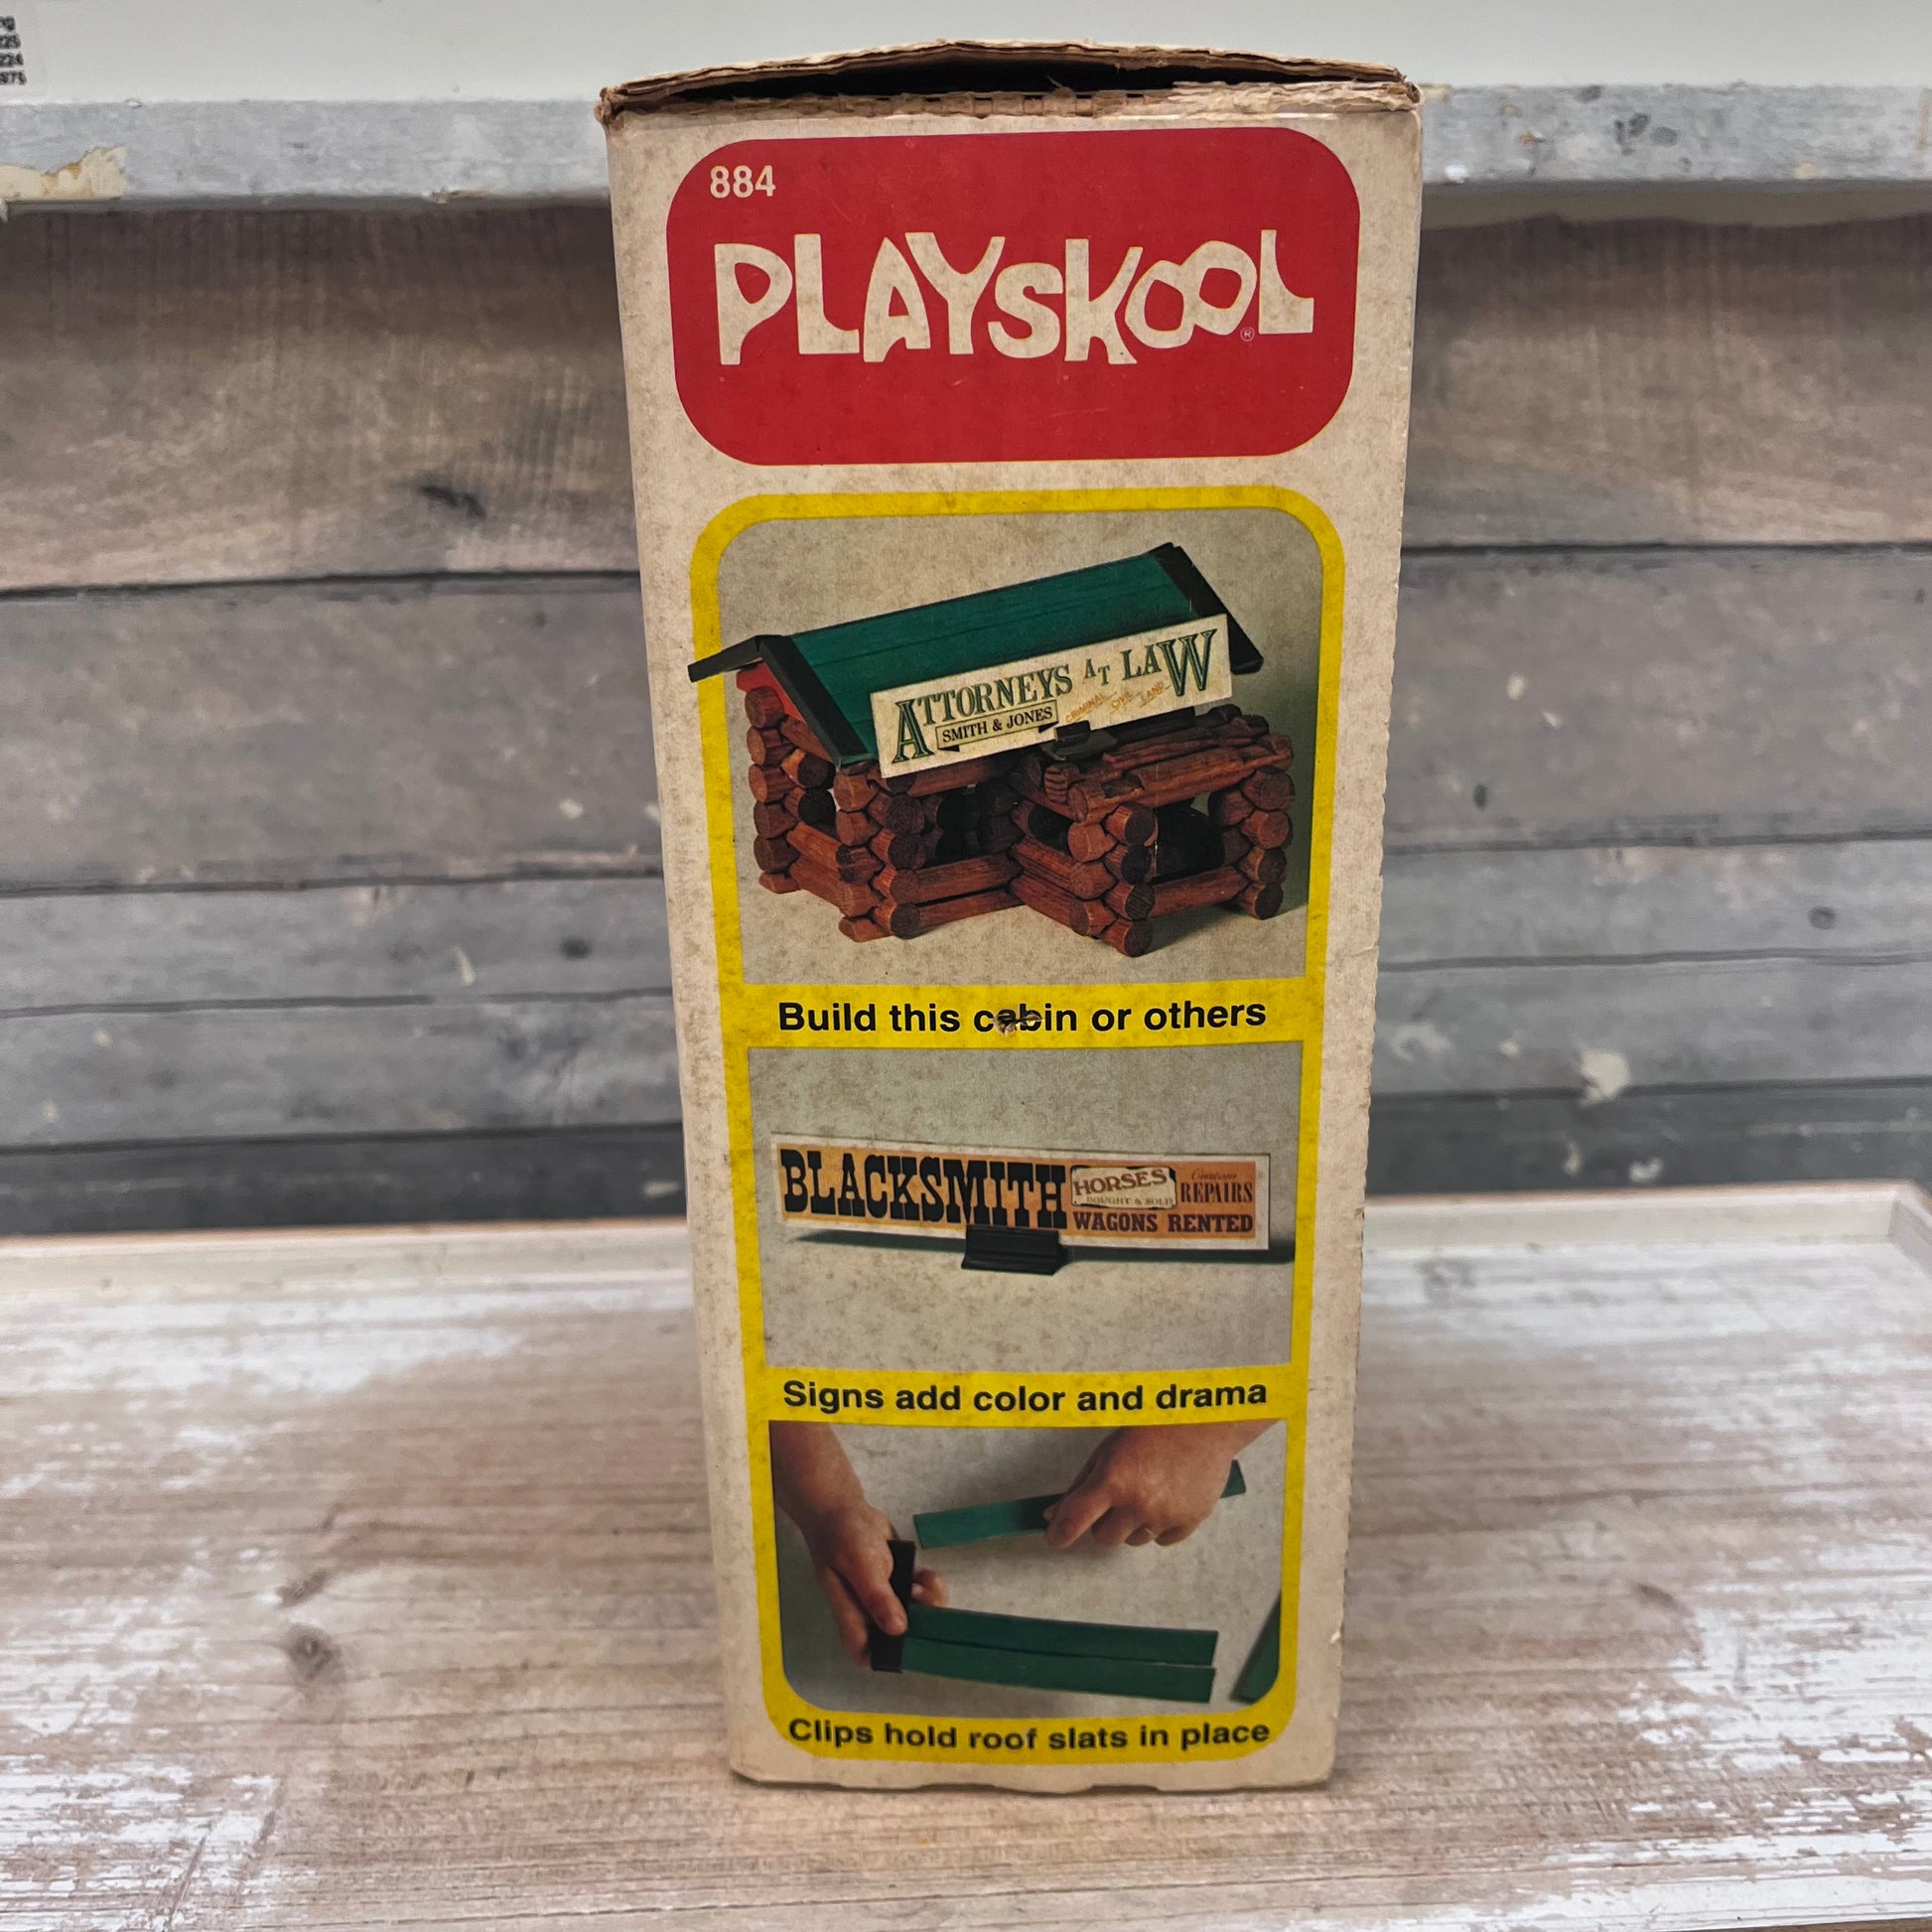 884
PLAYSKOOL
®
ATTORNEYS AT LAW
SMITH & JONES
CRIMINAL CIVIL LAND
Build this cabin or others
BLACKSMITH
HORSES
BOUGHT & SOLD
Custom
REPAIRS
WAGONS RENTED
Signs add color and drama
Clips hold roof slats in place